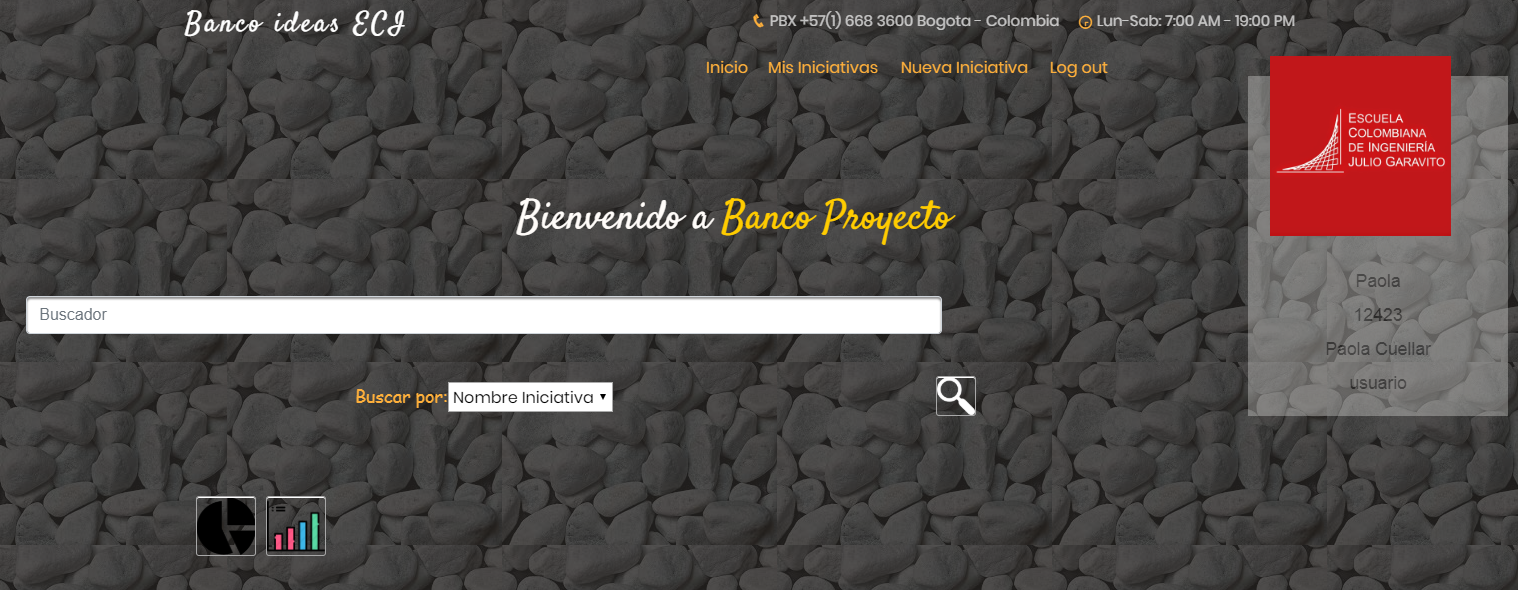 Banco ideas ECI
PBX +57(1) 668 3600 Bogota - Colombia
Lun-Sab: 7:00 AM - 19:00 PM
Inicio
Mis Iniciativas
Nueva Iniciativa
Log out
ESCUELA
COLOMBIANA
DE INGENIERÍA
JULIO GARAVITO
Bienvenido a Banco Proyecto
Paola
12423
Paola Cuellar
usuario
Buscador
Buscar por: Nombre Iniciativa